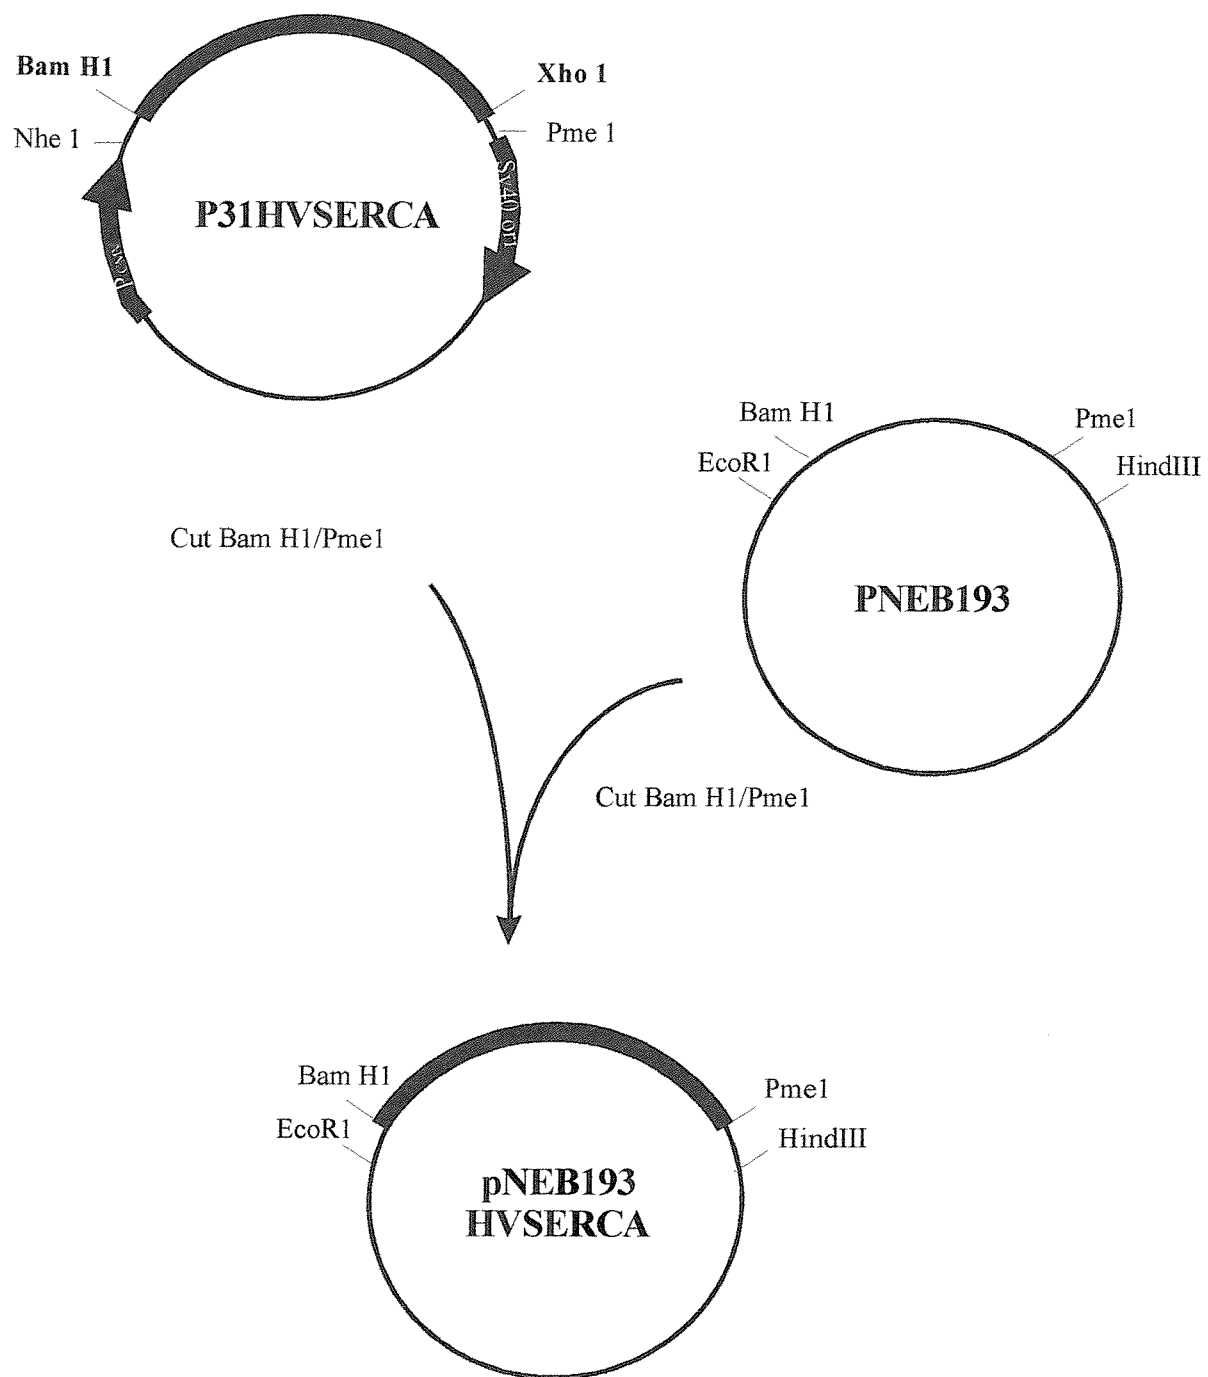 Bam H1
Xho 1
Nhe 1
Pme 1
P31HVSERCA
Sv40 ori
PCMV
Bam H1
Pme1
EcoR1
HindIII
Cut Bam H1/Pme1
PNEB193
Cut Bam H1/Pme1
Bam H1
Pme1
EcoR1
HindIII
pNEB193
HVSERCA